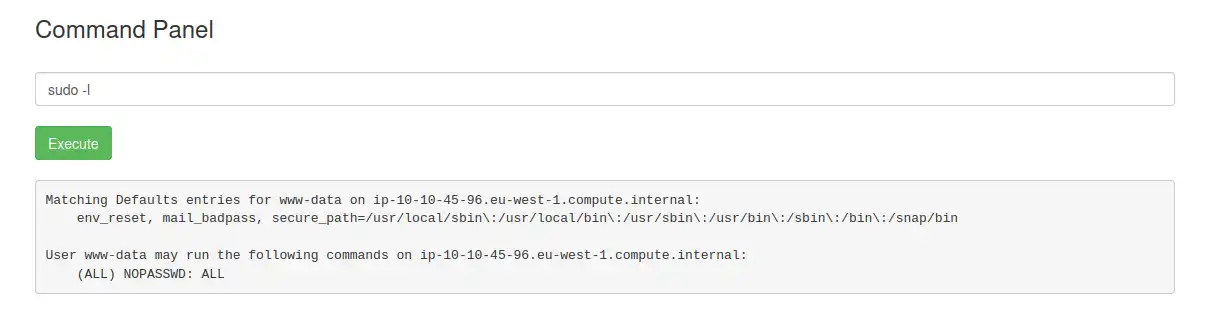 Command Panel
sudo -l
Execute
Matching Defaults entries for www-data on ip-10-10-45-96.eu-west-1.compute.internal:
    env_reset, mail_badpass, secure_path=/usr/local/sbin\:/usr/local/bin\:/usr/sbin\:/usr/bin\:/sbin\:/bin\:/snap/bin
User www-data may run the following commands on ip-10-10-45-96.eu-west-1.compute.internal:
    (ALL) NOPASSWD: ALL